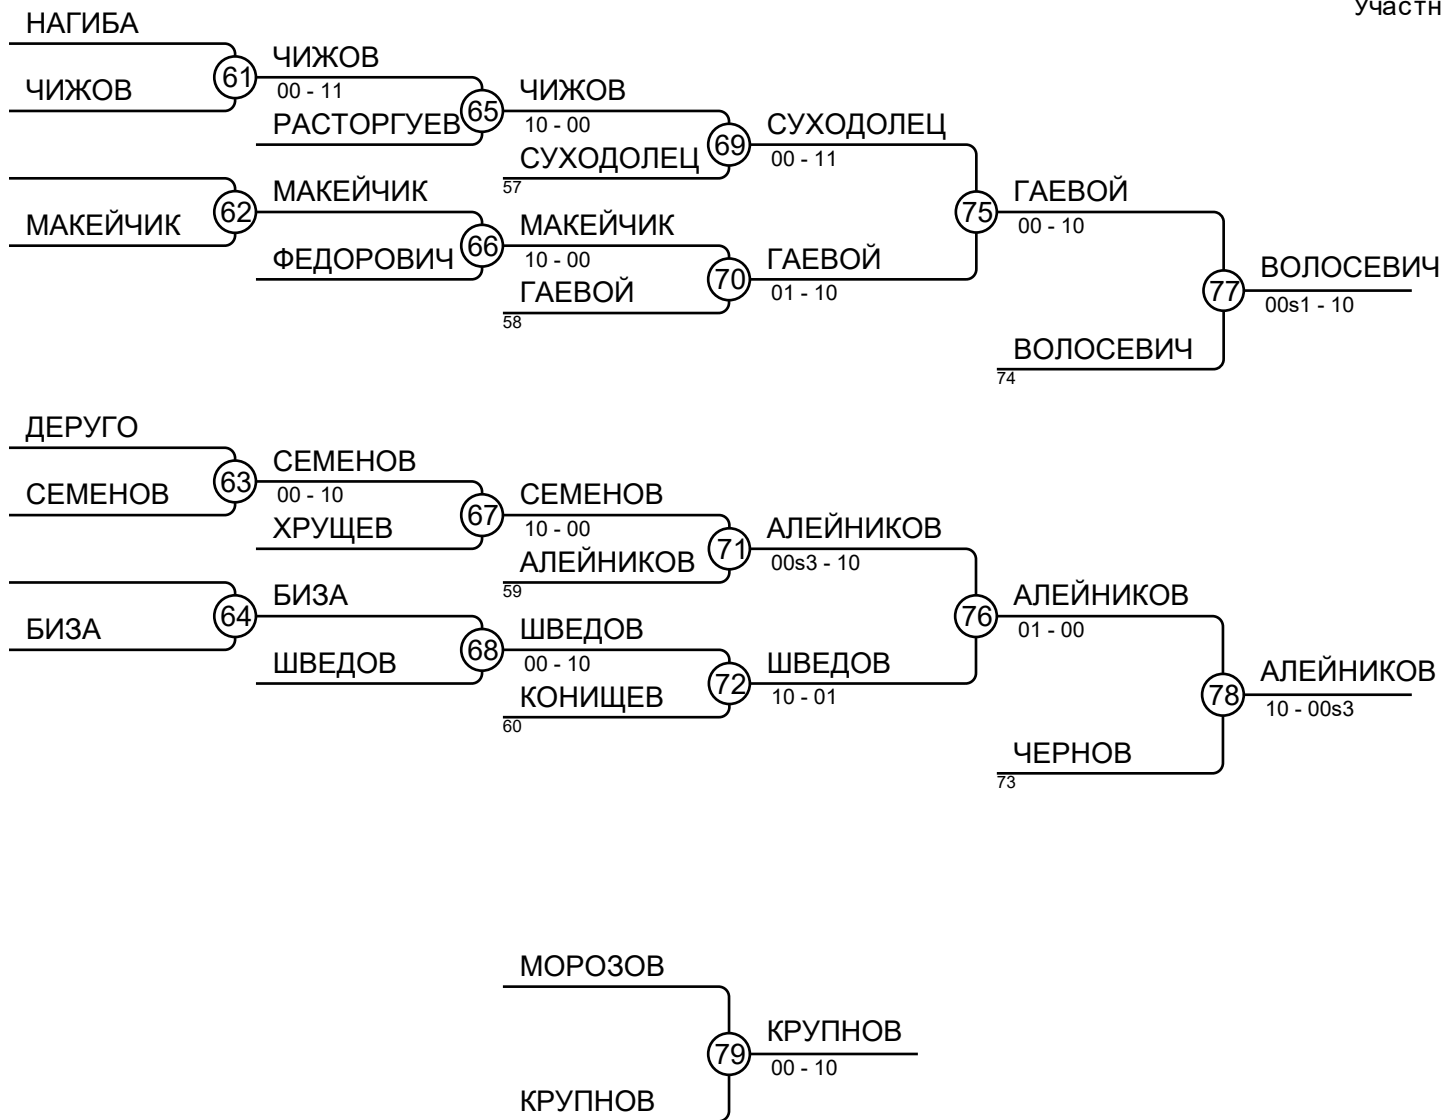 Участн
НАГИБА
ЧИЖОВ
61
ЧИЖОВ
00 - 11
РАСТОРГУЕВ
65
ЧИЖОВ
10 - 00
СУХОДОЛЕЦ
57
69
СУХОДОЛЕЦ
00 - 11
МАКЕЙЧИК
62
МАКЕЙЧИК
ФЕДОРОВИЧ
66
МАКЕЙЧИК
10 - 00
ГАЕВОЙ
58
70
ГАЕВОЙ
01 - 10
75
ГАЕВОЙ
00 - 10
ВОЛОСЕВИЧ
74
77
ВОЛОСЕВИЧ
00s1 - 10
ДЕРУГО
СЕМЕНОВ
63
СЕМЕНОВ
00 - 10
ХРУЩЕВ
67
СЕМЕНОВ
10 - 00
АЛЕЙНИКОВ
59
71
АЛЕЙНИКОВ
00s3 - 10
БИЗА
64
БИЗА
ШВЕДОВ
68
ШВЕДОВ
00 - 10
КОНИЩЕВ
60
72
ШВЕДОВ
10 - 01
76
АЛЕЙНИКОВ
01 - 00
ЧЕРНОВ
73
78
АЛЕЙНИКОВ
10 - 00s3
МОРОЗОВ
КРУПНОВ
79
КРУПНОВ
00 - 10